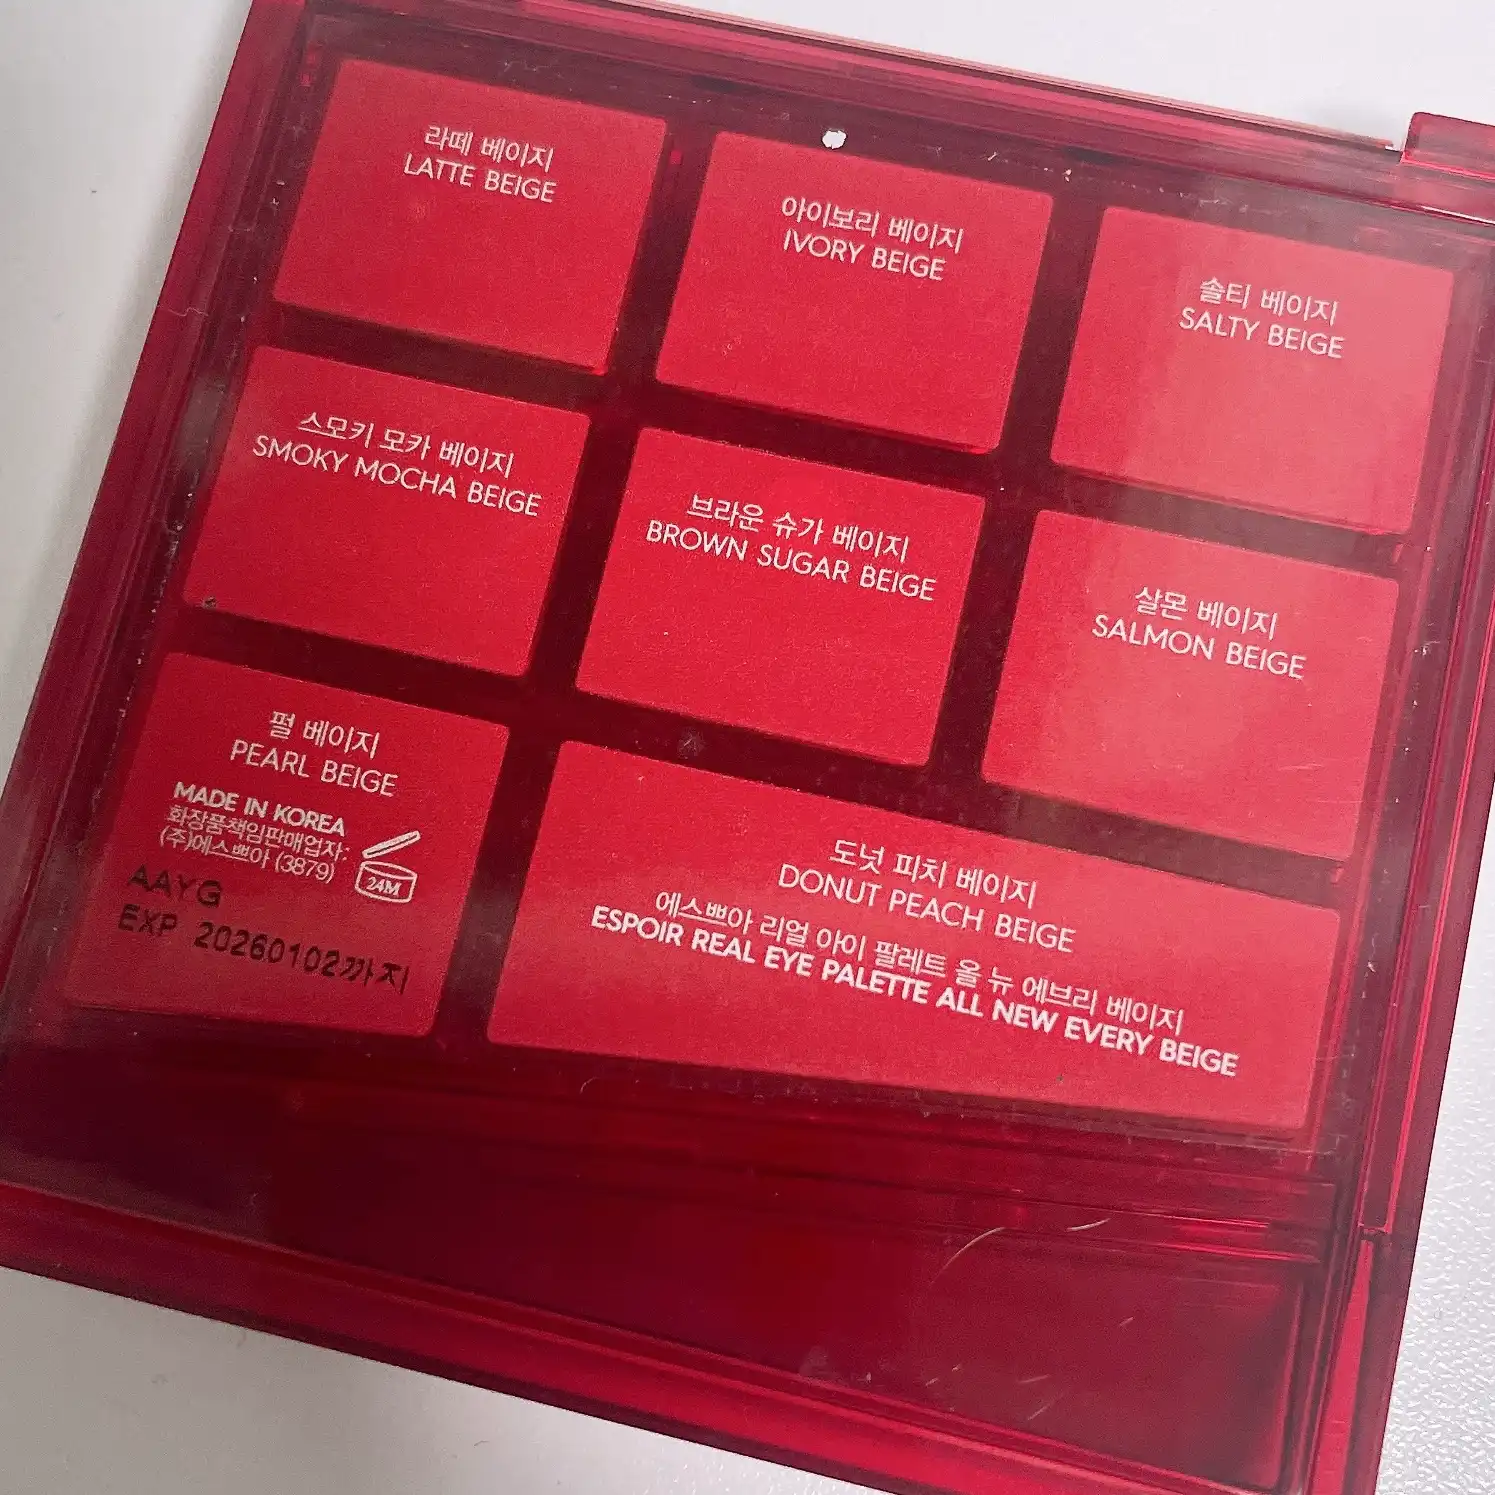 라떼 베이지
LATTE BEIGE
아이보리 베이지
IVORY BEIGE
솔티 베이지
SALTY BEIGE
스모키 모카 베이지
SMOKY MOCHA BEIGE
브라운 슈가 베이지
BROWN SUGAR BEIGE
살몬 베이지
SALMON BEIGE
펄 베이지
PEARL BEIGE
MADE IN KOREA
화장품책임판매업자:
(주)에스쁘아 (3879)
24M
AAYG
EXP 20260102까지
도넛 피치 베이지
DONUT PEACH BEIGE
에스쁘아 리얼 아이 팔레트 올 뉴 에브리 베이지
ESPOIR REAL EYE PALETTE ALL NEW EVERY BEIGE